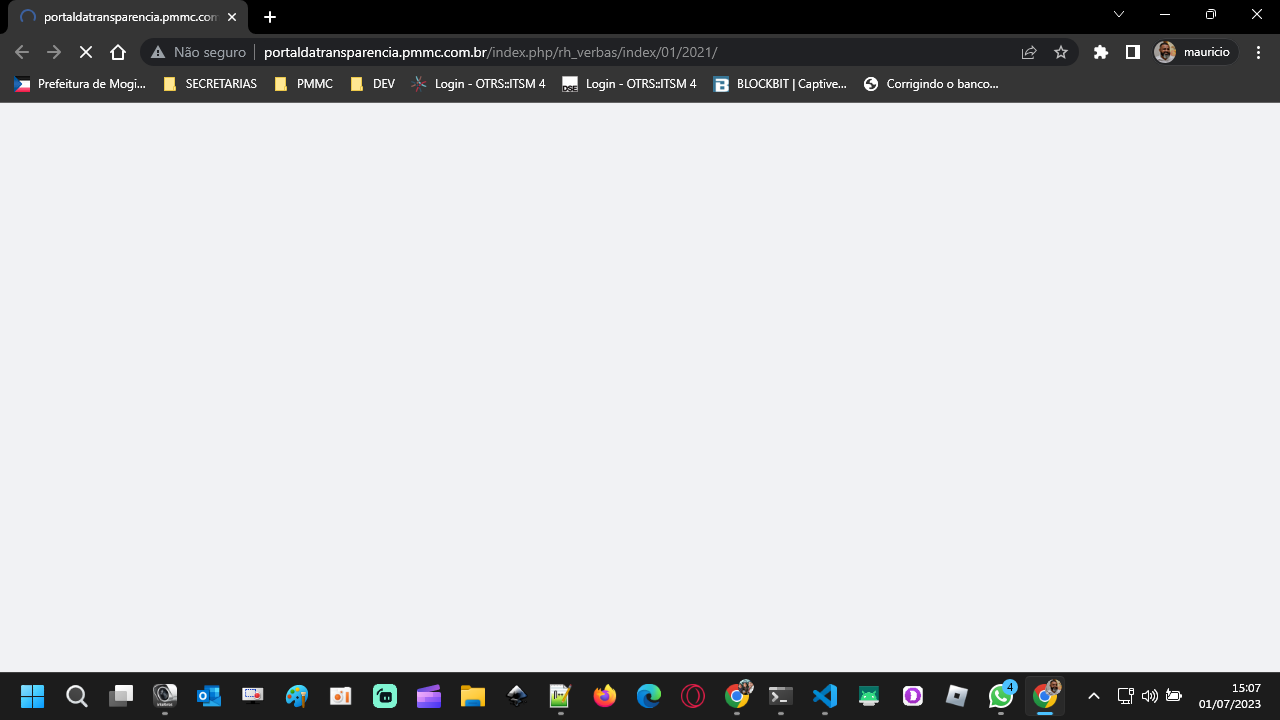 portaldatransparencia.pmmc.com
Não seguro portaldatransparencia.pmmc.com.br/index.php/rh_verbas/index/01/2021/ mauricio
Prefeitura de Mogi... SECRETARIAS PMMC DEV Login - OTRS::ITSM 4 DSE Login - OTRS::ITSM 4 BLOCKBIT | Captive... Corrigindo o banco...
4 15:07
01/07/2023